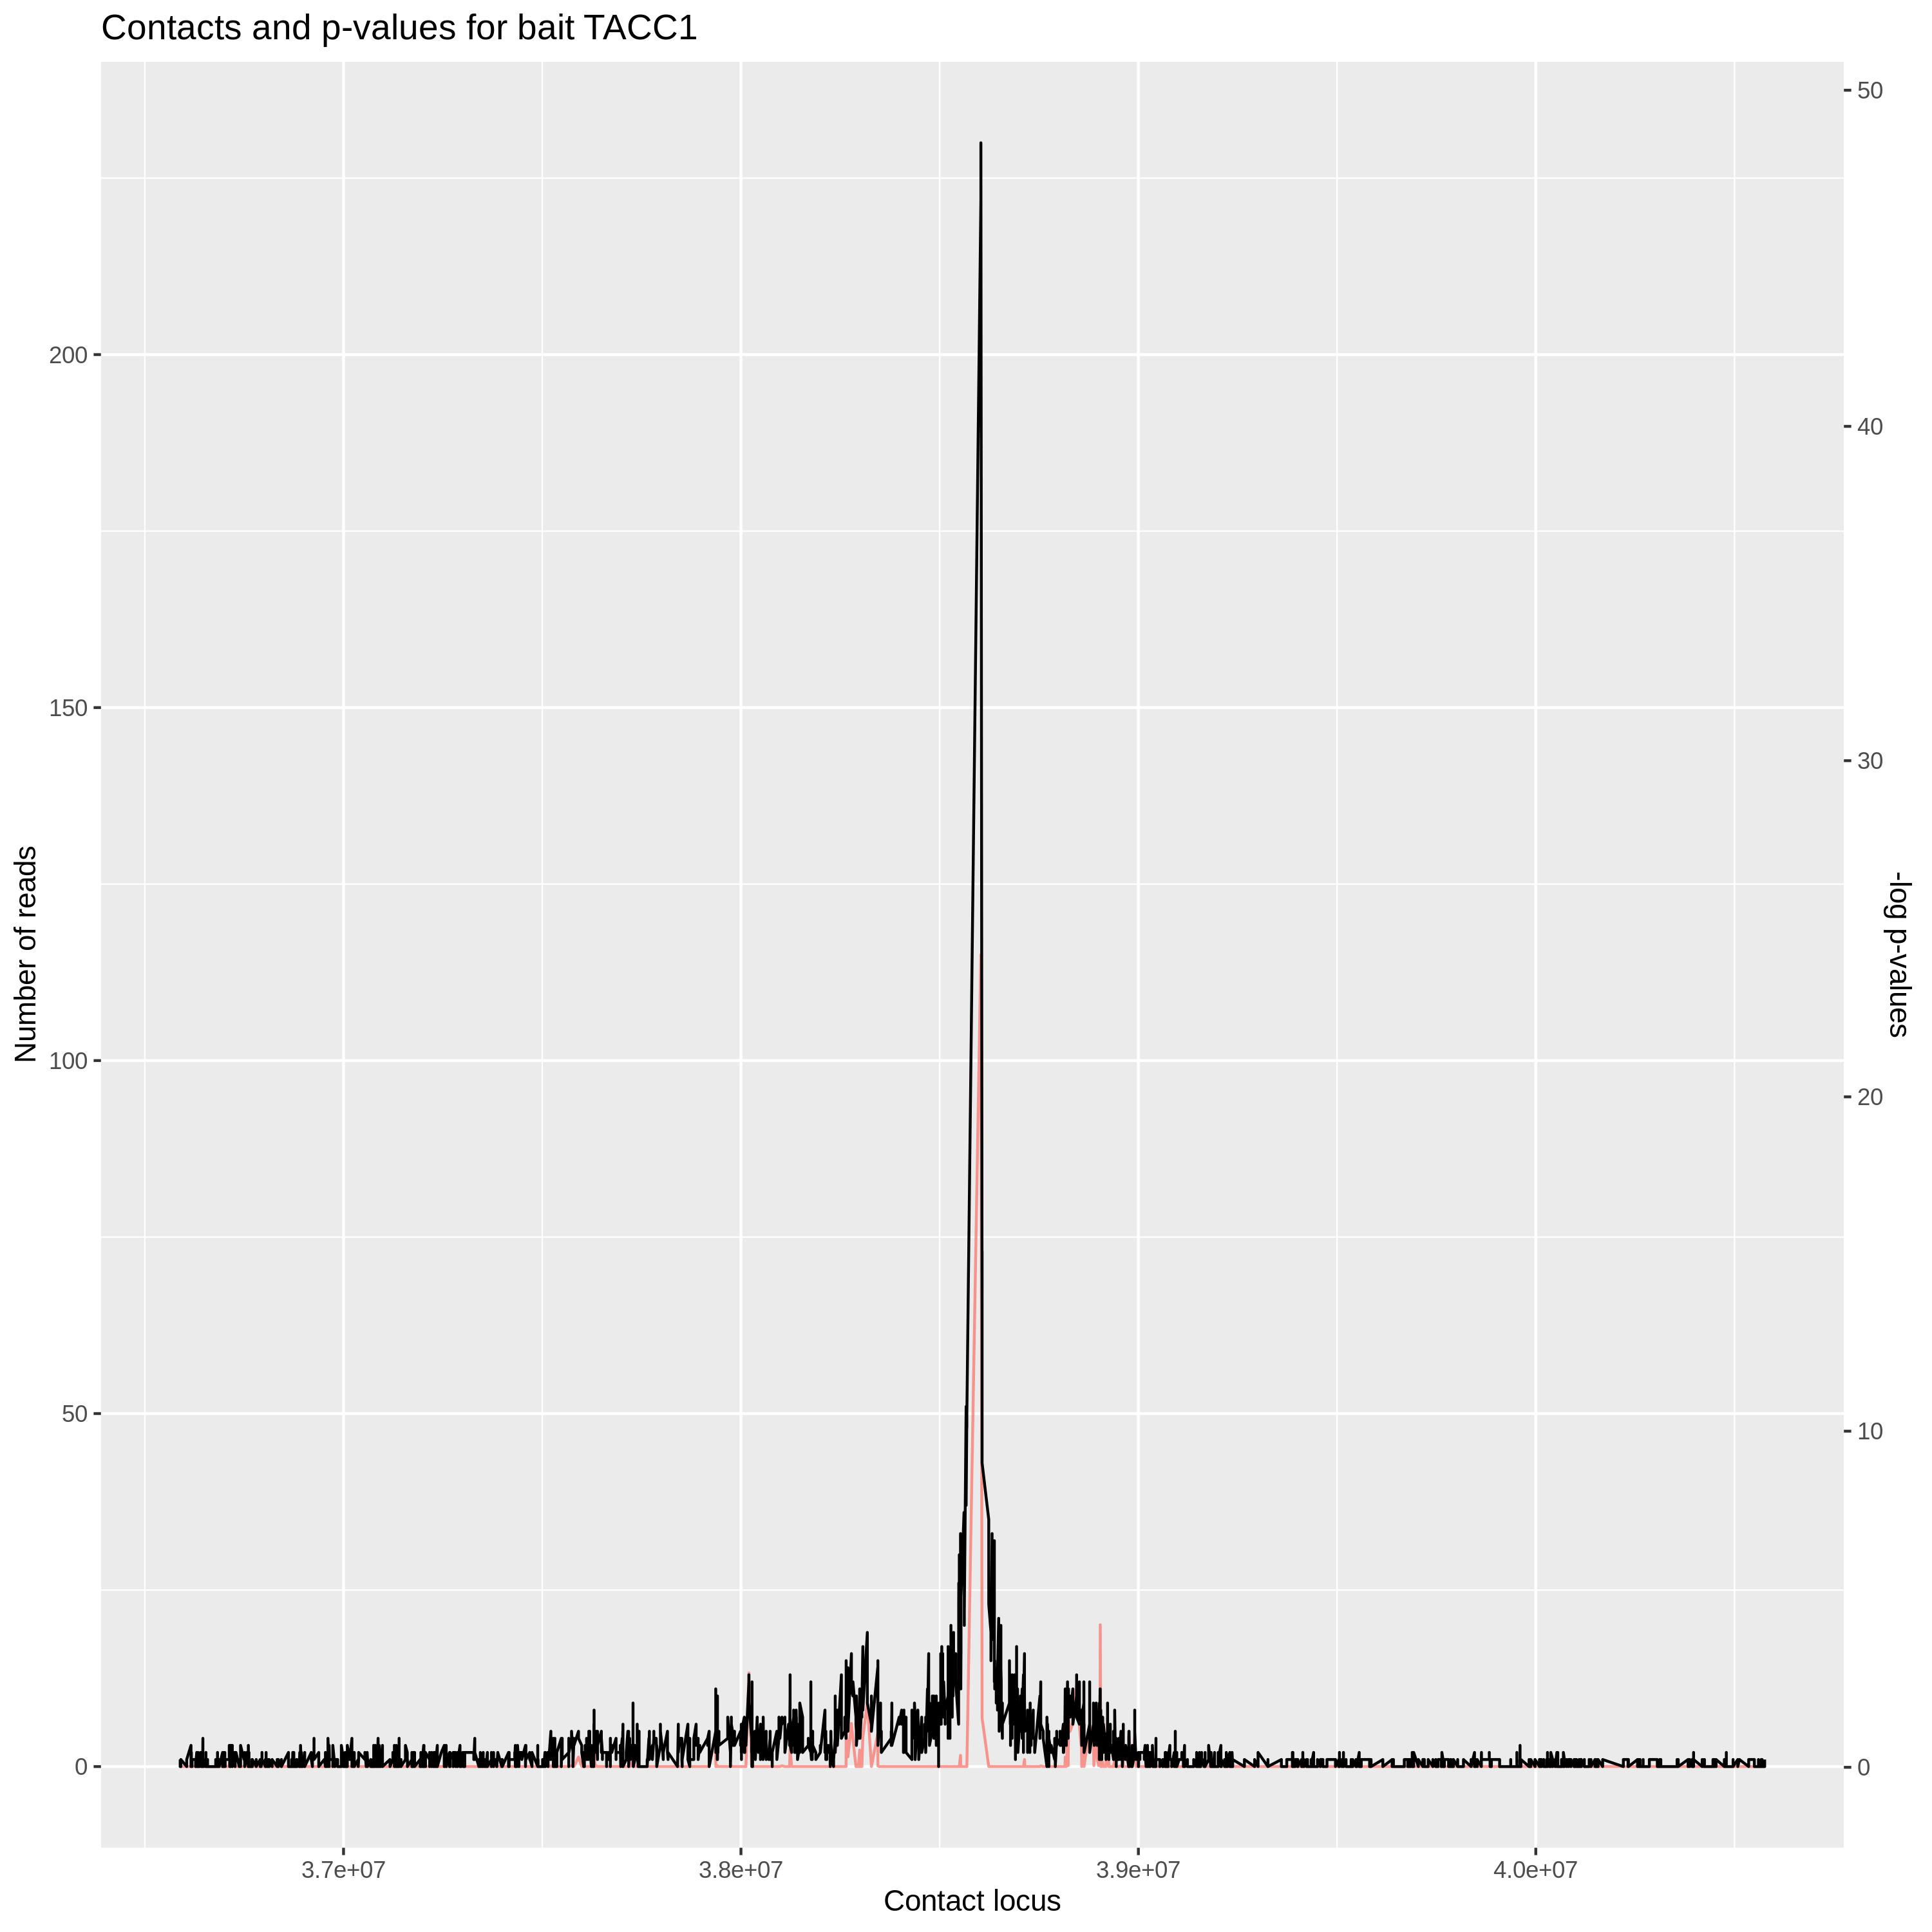 Contacts and p-values for bait TACC1
Number of reads
200
150
100
50
0
50
40
30
20
10
0
-log p-values
3.7e+07
3.8e+07
3.9e+07
4.0e+07
Contact locus